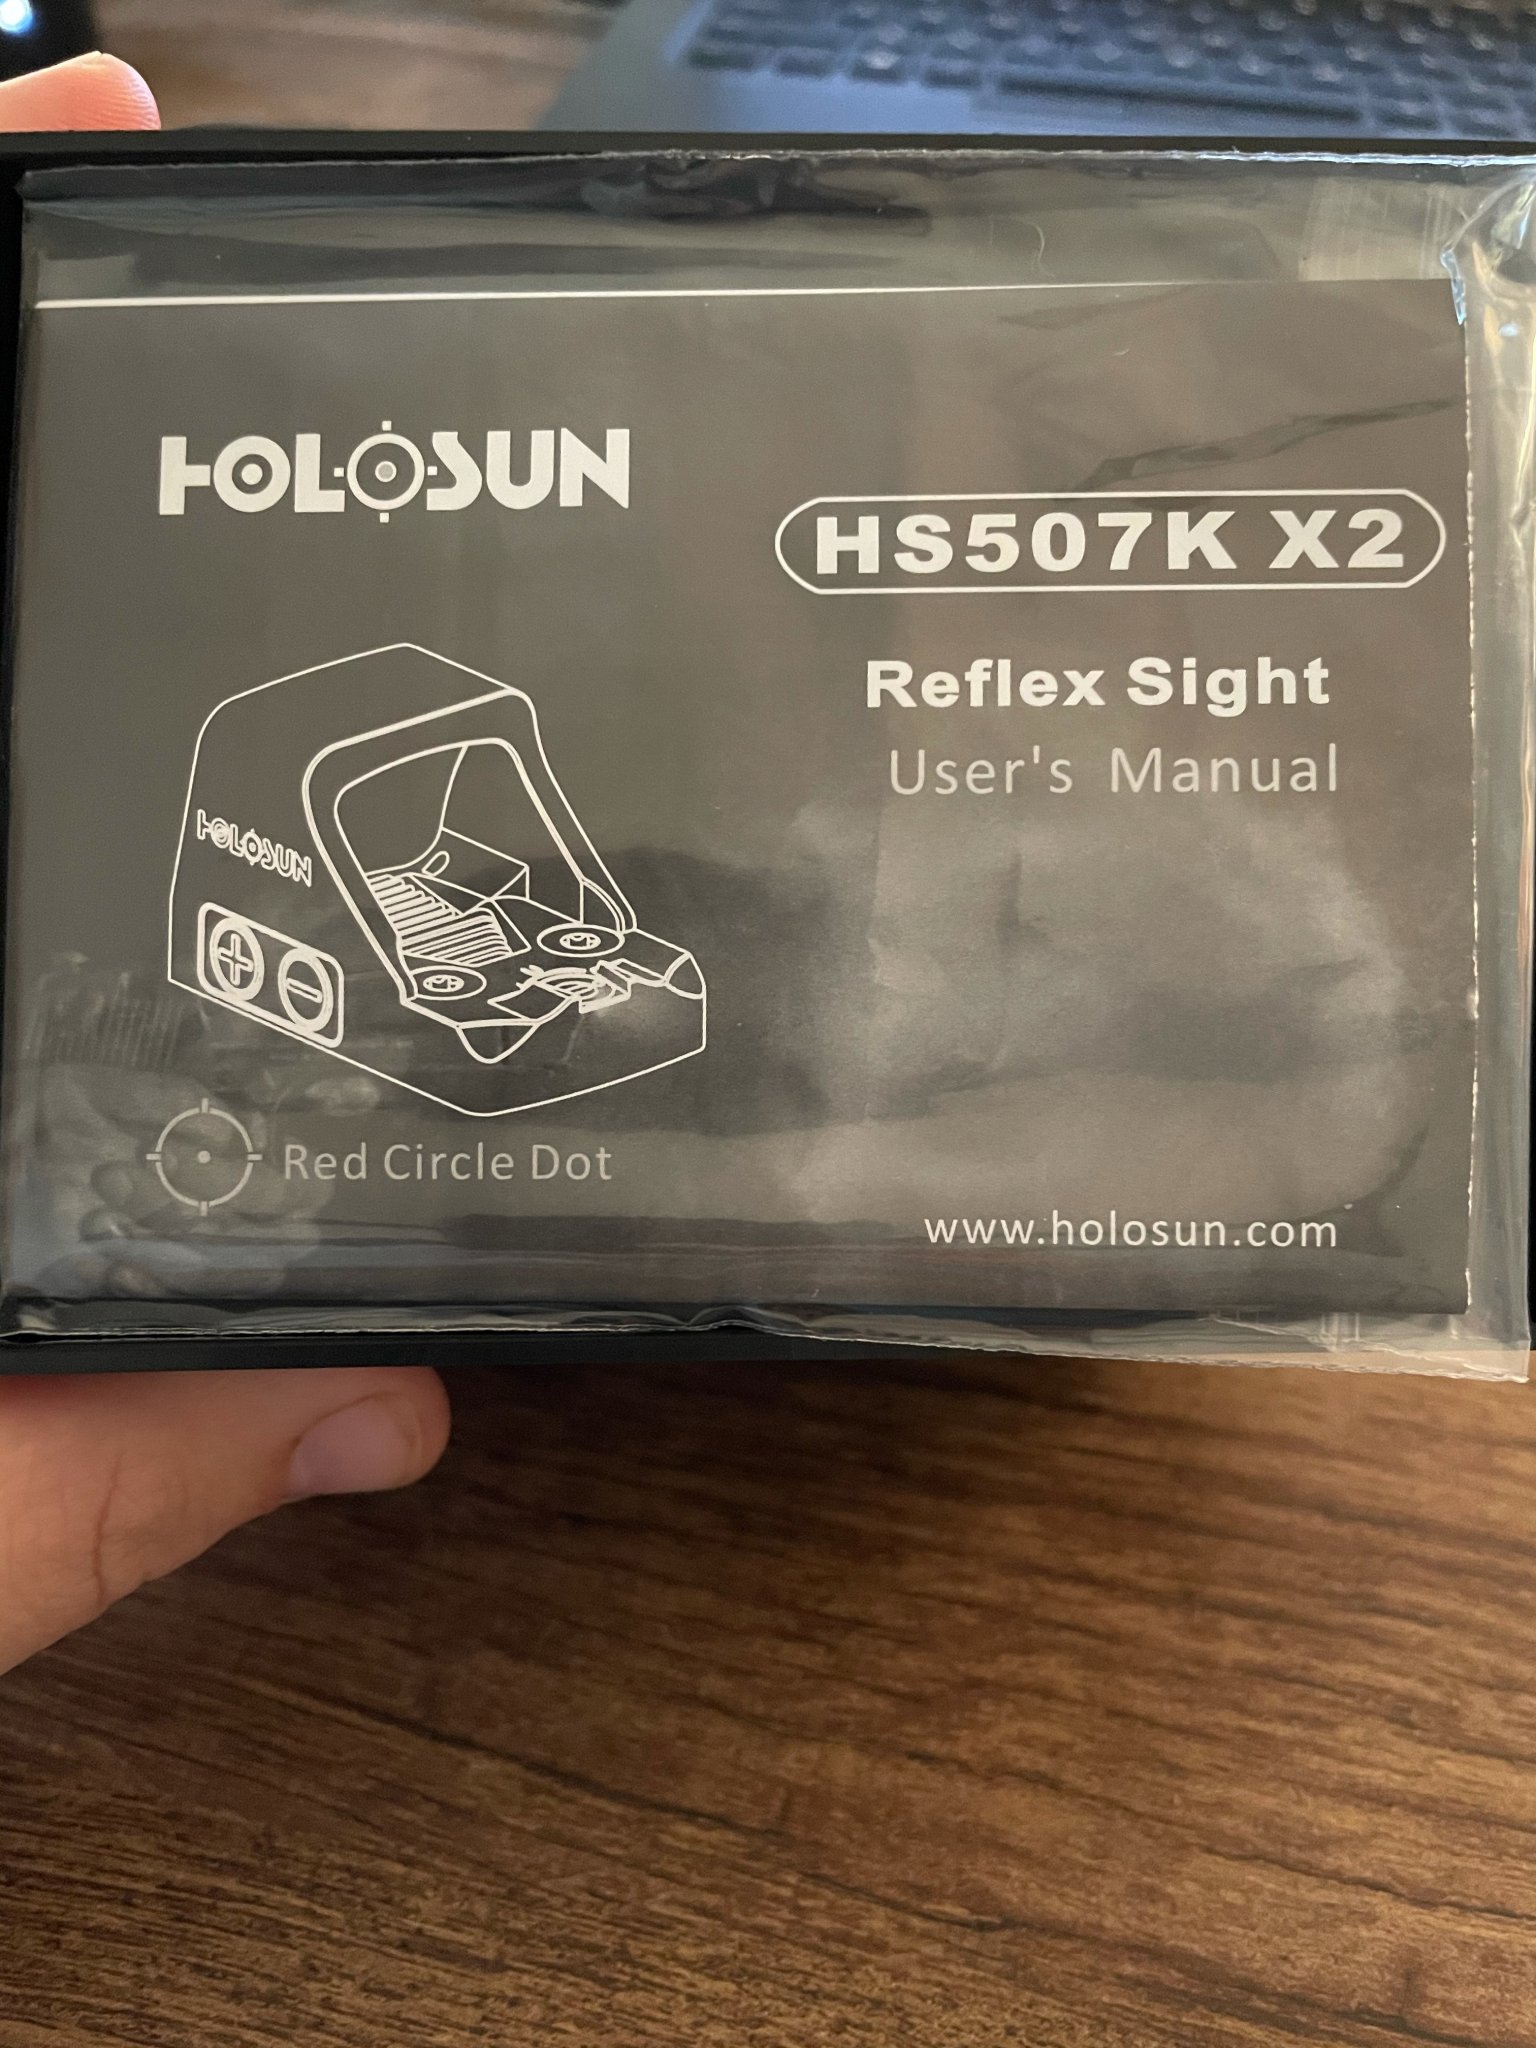 HOLOSUN
HS507K X2
Reflex Sight
User's Manual
HOLOSUN
Red Circle Dot
www.holosun.com